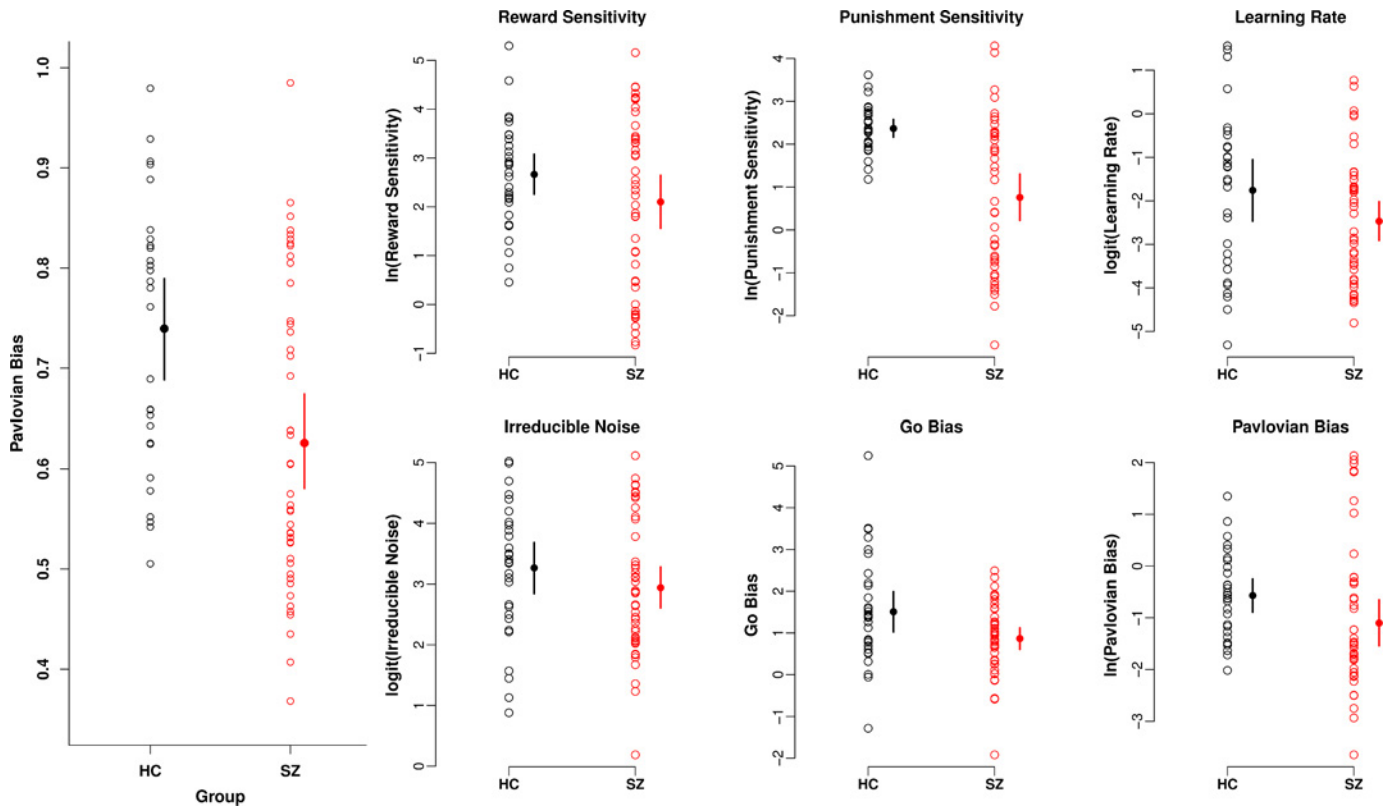 Pavlovian Bias
1.0
0.9
0.8
0.7
0.6
0.5
0.4
HC
SZ
Group
Reward Sensitivity
ln(Reward Sensitivity)
5
4
3
2
1
0
−1
HC
SZ
Punishment Sensitivity
ln(Punishment Sensitivity)
4
3
2
1
0
−1
−2
HC
SZ
Learning Rate
logit(Learning Rate)
1
0
−1
−2
−3
−4
−5
HC
SZ
Irreducible Noise
logit(Irreducible Noise)
5
4
3
2
1
0
HC
SZ
Go Bias
Go Bias
5
4
3
2
1
0
−1
−2
HC
SZ
Pavlovian Bias
ln(Pavlovian Bias)
2
1
0
−1
−2
−3
HC
SZ